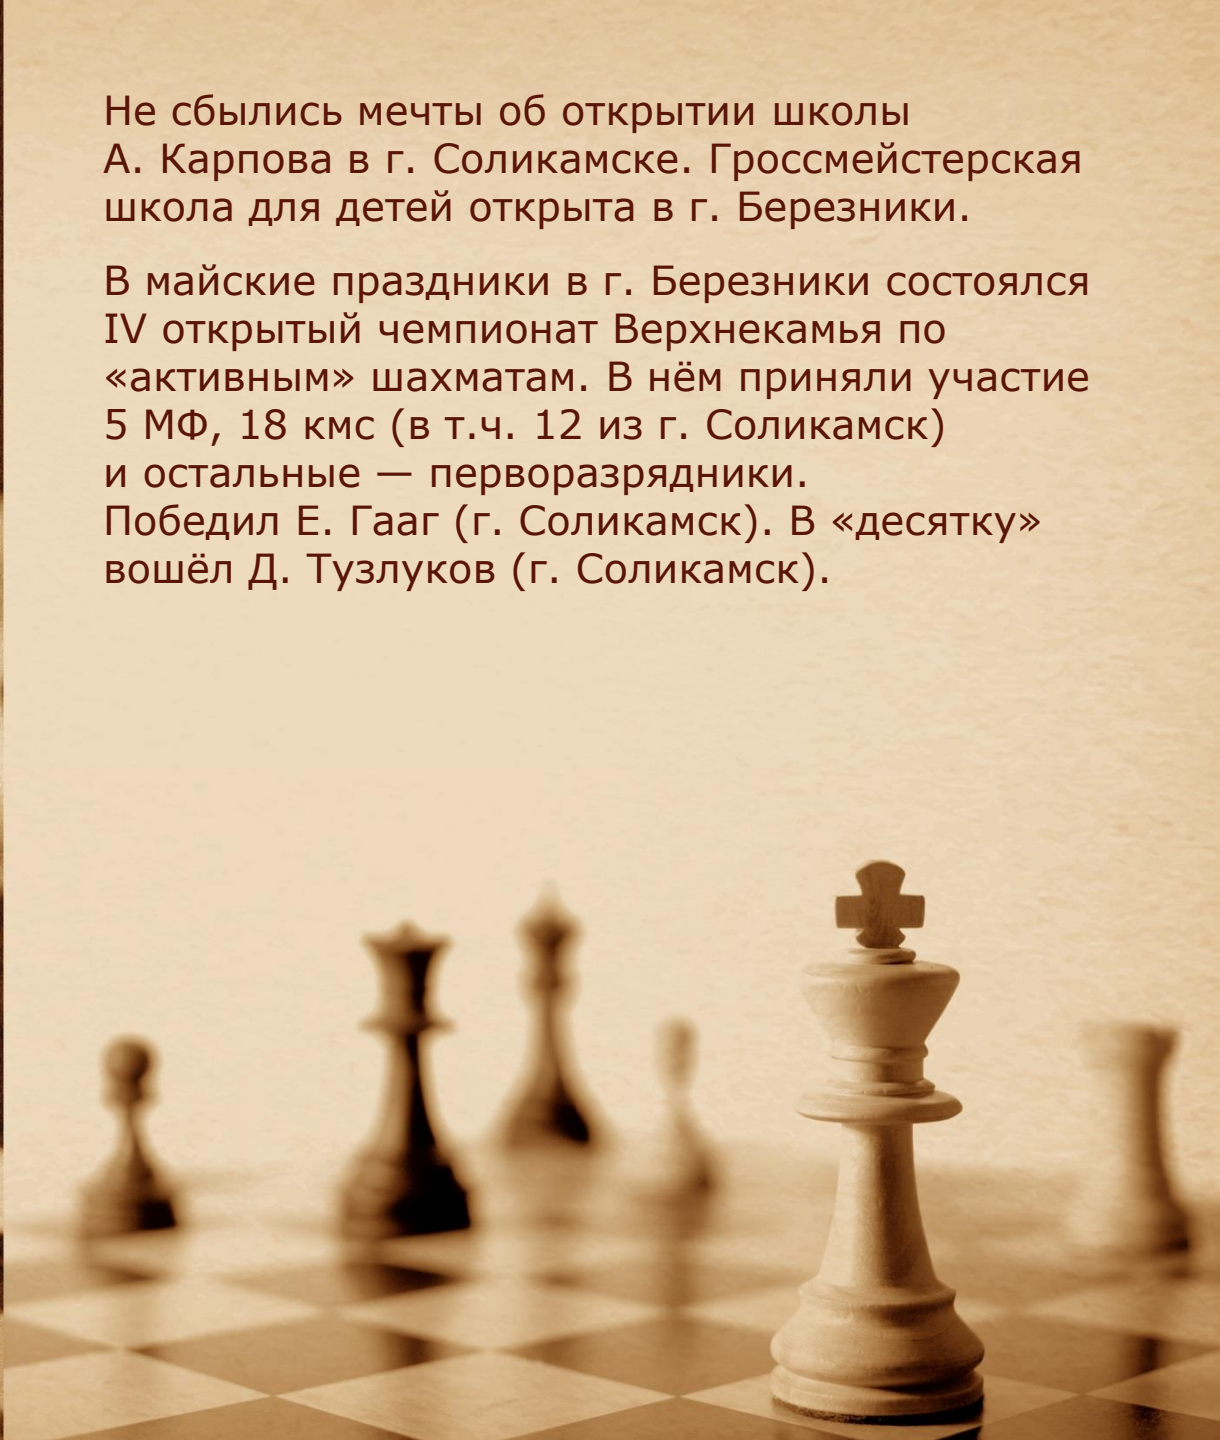 Не сбылись мечты об открытии школы
А. Карпова в г. Соликамске. Гроссмейстерская
школа для детей открыта в г. Березники.
В майские праздники в г. Березники состоялся
IV открытый чемпионат Верхнекамья по
«активным» шахматам. В нём приняли участие
5 МФ, 18 кмс (в т.ч. 12 из г. Соликамск)
и остальные — перворазрядники.
Победил Е. Гааг (г. Соликамск). В «десятку»
вошёл Д. Тузлуков (г. Соликамск).